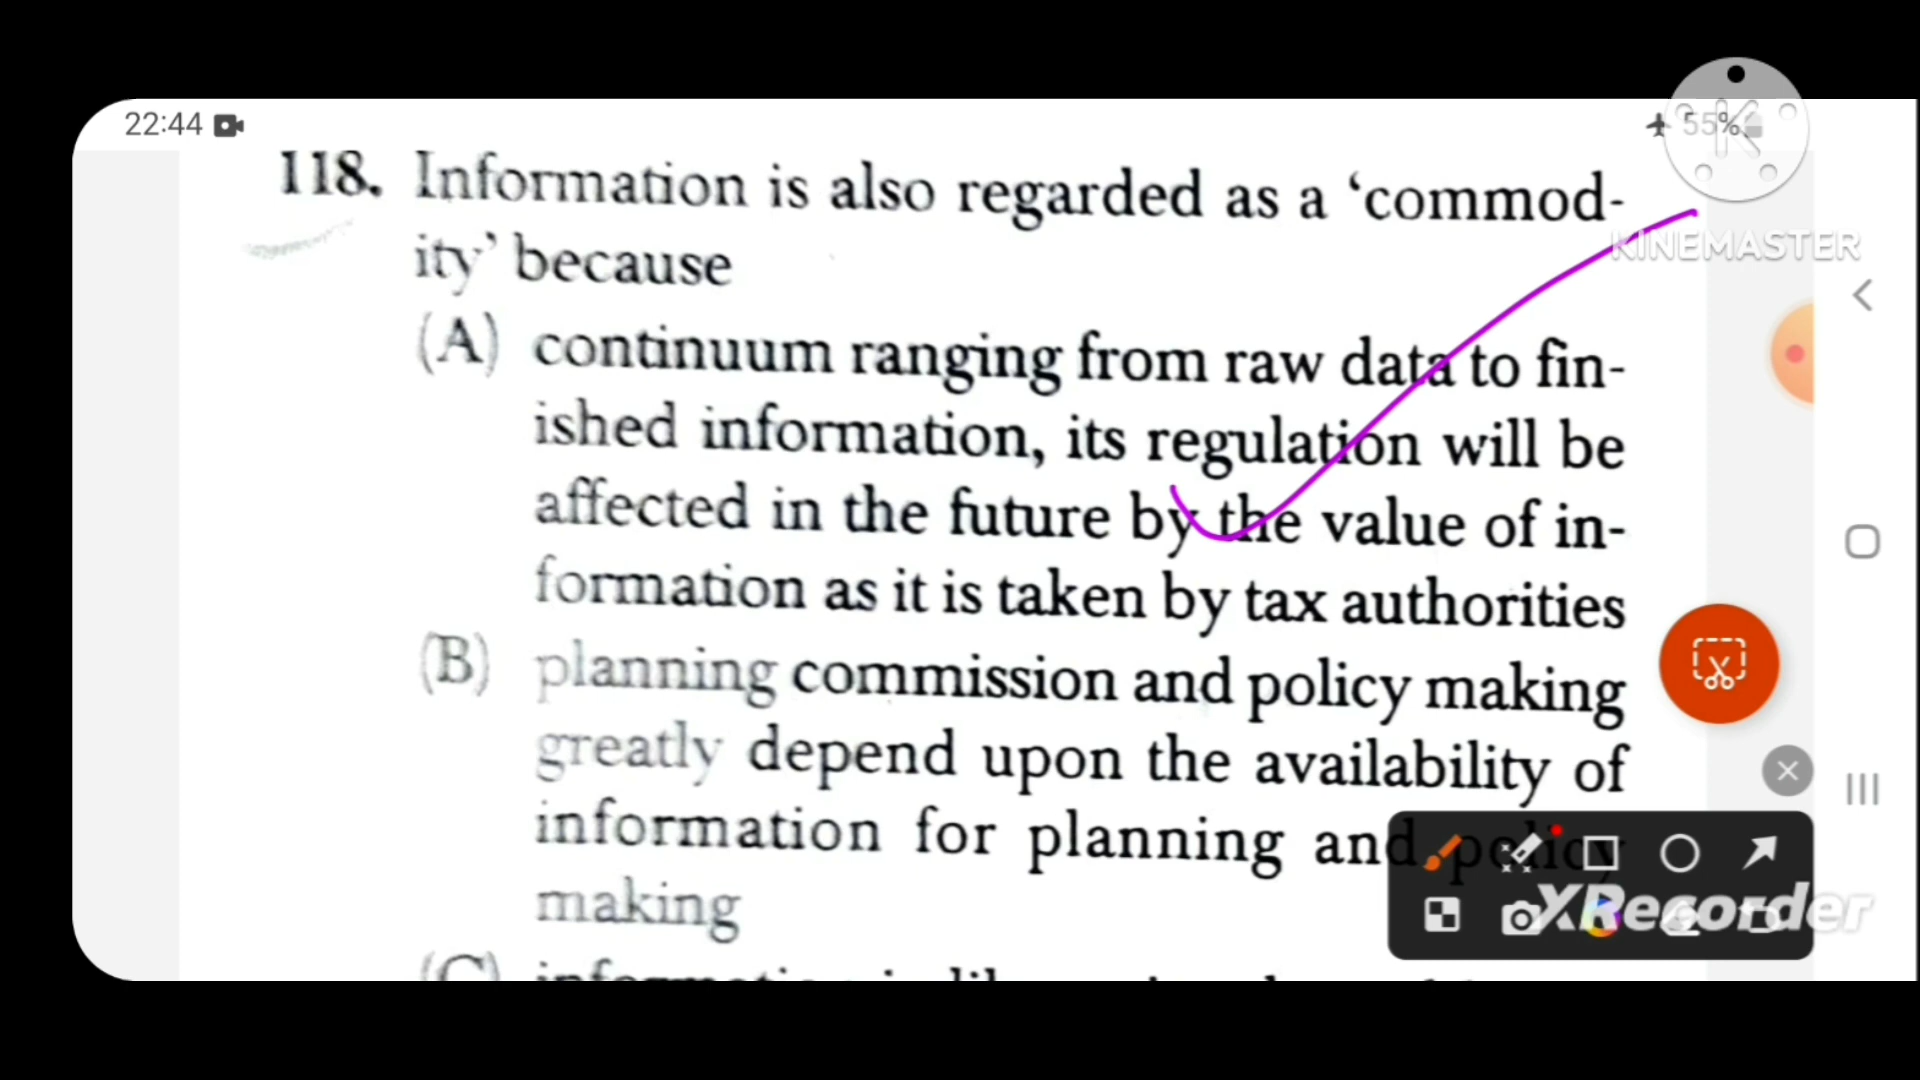 22:44
55%
118. Information is also regarded as a ‘commod-
KINEMASTER
ity’ because
(A) continuum ranging from raw data to fin-
ished information, its regulation will be
affected in the future by the value of in-
formation as it is taken by tax authorities
(B) planning commission and policy making
greatly depend upon the availability of
information for planning and policy
making
XRecorder
(C) information is